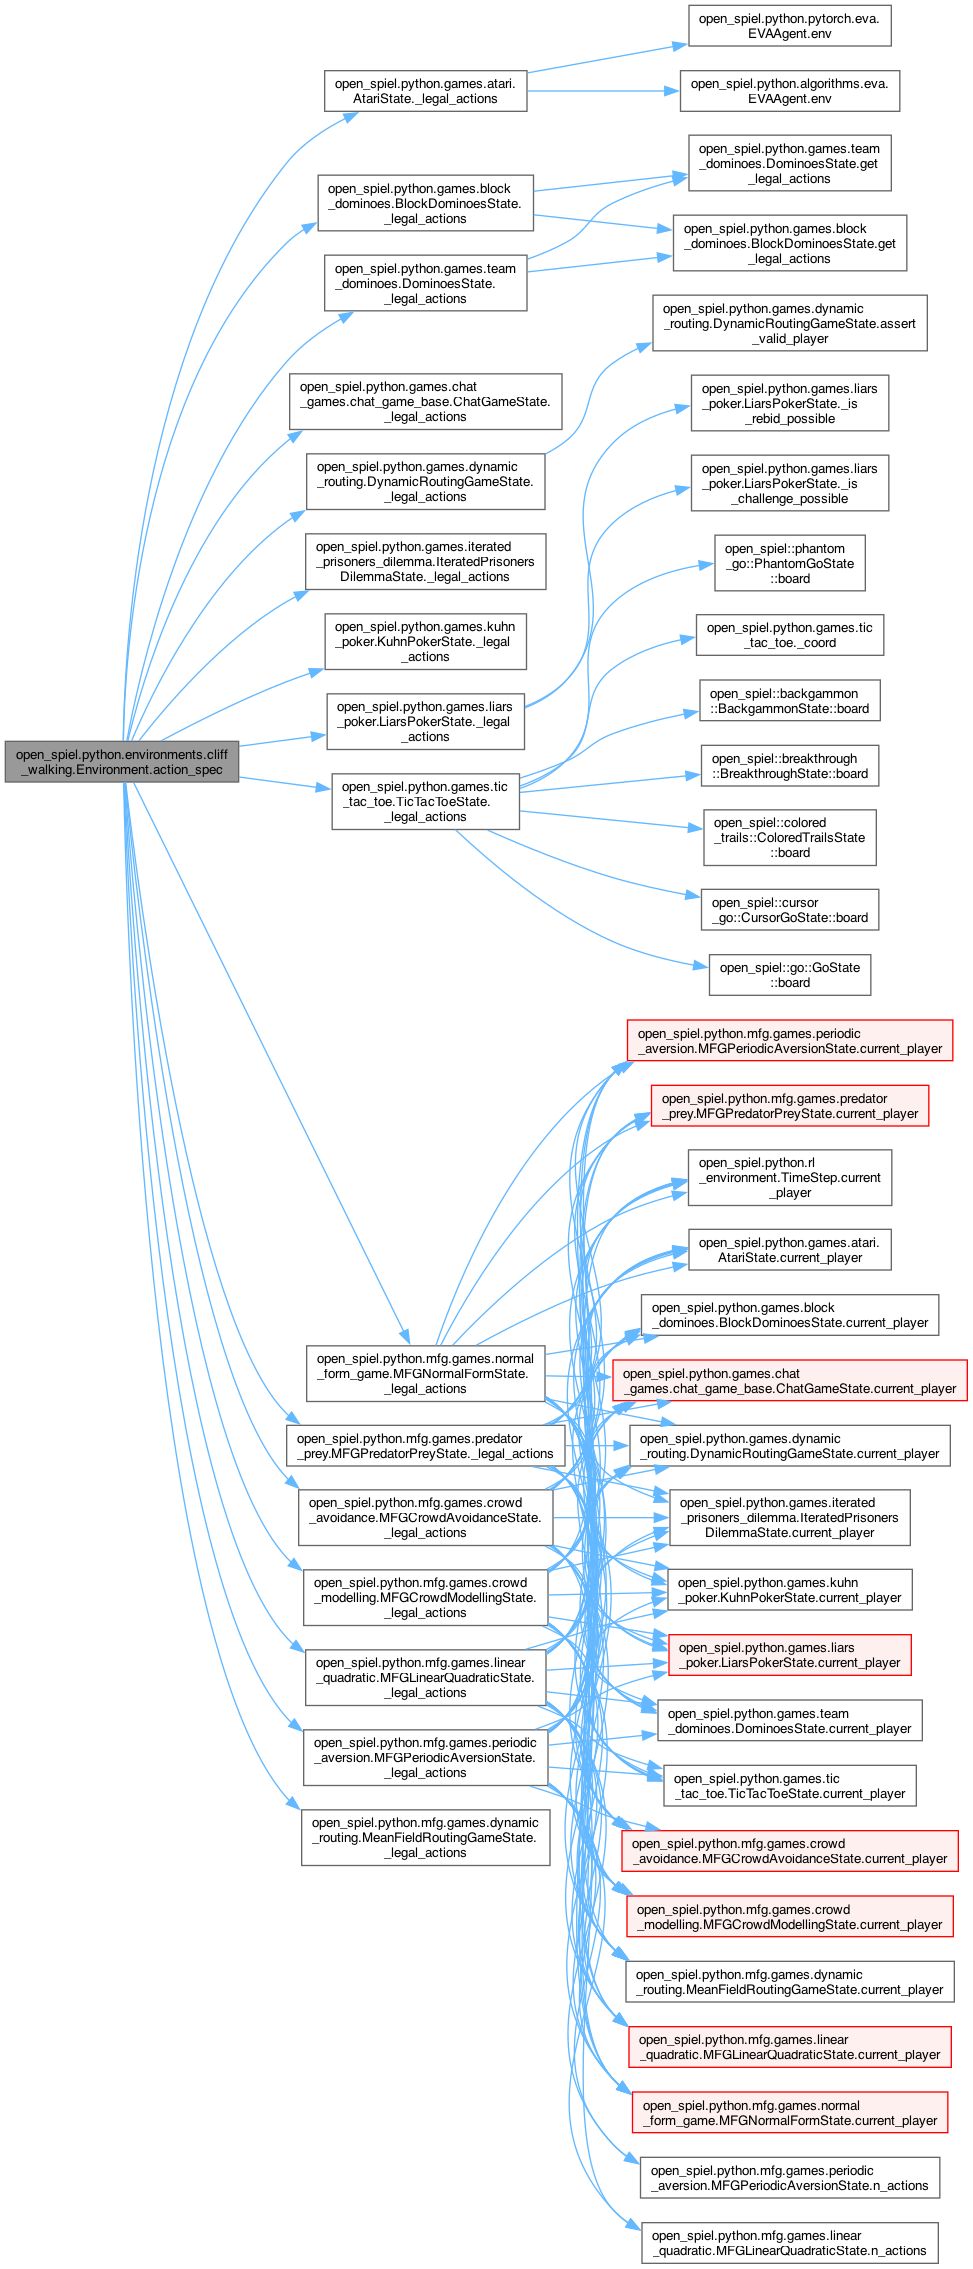 open_spiel.python.environments.cliff
_walking.Environment.action_spec
open_spiel.python.games.atari.
AtariState._legal_actions
open_spiel.python.games.block
_dominoes.BlockDominoesState.
_legal_actions
open_spiel.python.games.team
_dominoes.DominoesState.
_legal_actions
open_spiel.python.games.chat
_games.chat_game_base.ChatGameState.
_legal_actions
open_spiel.python.games.dynamic
_routing.DynamicRoutingGameState.
_legal_actions
open_spiel.python.games.iterated
_prisoners_dilemma.IteratedPrisoners
DilemmaState._legal_actions
open_spiel.python.games.kuhn
_poker.KuhnPokerState._legal
_actions
open_spiel.python.games.liars
_poker.LiarsPokerState._legal
_actions
open_spiel.python.games.tic
_tac_toe.TicTacToeState.
_legal_actions
open_spiel.python.mfg.games.normal
_form_game.MFGNormalFormState.
_legal_actions
open_spiel.python.mfg.games.predator
_prey.MFGPredatorPreyState._legal_actions
open_spiel.python.mfg.games.crowd
_avoidance.MFGCrowdAvoidanceState.
_legal_actions
open_spiel.python.mfg.games.crowd
_modelling.MFGCrowdModellingState.
_legal_actions
open_spiel.python.mfg.games.linear
_quadratic.MFGLinearQuadraticState.
_legal_actions
open_spiel.python.mfg.games.periodic
_aversion.MFGPeriodicAversionState.
_legal_actions
open_spiel.python.mfg.games.dynamic
_routing.MeanFieldRoutingGameState.
_legal_actions
open_spiel.python.pytorch.eva.
EVAAgent.env
open_spiel.python.algorithms.eva.
EVAAgent.env
open_spiel.python.games.team
_dominoes.DominoesState.get
_legal_actions
open_spiel.python.games.block
_dominoes.BlockDominoesState.get
_legal_actions
open_spiel.python.games.dynamic
_routing.DynamicRoutingGameState.assert
_valid_player
open_spiel.python.games.liars
_poker.LiarsPokerState._is
_rebid_possible
open_spiel.python.games.liars
_poker.LiarsPokerState._is
_challenge_possible
open_spiel::phantom
_go::PhantomGoState
::board
open_spiel.python.games.tic
_tac_toe._coord
open_spiel::backgammon
::BackgammonState::board
open_spiel::breakthrough
::BreakthroughState::board
open_spiel::colored
_trails::ColoredTrailsState
::board
open_spiel::cursor
_go::CursorGoState::board
open_spiel::go::GoState
::board
open_spiel.python.mfg.games.periodic
_aversion.MFGPeriodicAversionState.current_player
open_spiel.python.mfg.games.predator
_prey.MFGPredatorPreyState.current_player
open_spiel.python.rl
_environment.TimeStep.current
_player
open_spiel.python.games.atari.
AtariState.current_player
open_spiel.python.games.block
_dominoes.BlockDominoesState.current_player
open_spiel.python.games.chat
_games.chat_game_base.ChatGameState.current_player
open_spiel.python.games.dynamic
_routing.DynamicRoutingGameState.current_player
open_spiel.python.games.iterated
_prisoners_dilemma.IteratedPrisoners
DilemmaState.current_player
open_spiel.python.games.kuhn
_poker.KuhnPokerState.current_player
open_spiel.python.games.liars
_poker.LiarsPokerState.current_player
open_spiel.python.games.team
_dominoes.DominoesState.current_player
open_spiel.python.games.tic
_tac_toe.TicTacToeState.current_player
open_spiel.python.mfg.games.crowd
_avoidance.MFGCrowdAvoidanceState.current_player
open_spiel.python.mfg.games.crowd
_modelling.MFGCrowdModellingState.current_player
open_spiel.python.mfg.games.dynamic
_routing.MeanFieldRoutingGameState.current_player
open_spiel.python.mfg.games.linear
_quadratic.MFGLinearQuadraticState.current_player
open_spiel.python.mfg.games.normal
_form_game.MFGNormalFormState.current_player
open_spiel.python.mfg.games.periodic
_aversion.MFGPeriodicAversionState.n_actions
open_spiel.python.mfg.games.linear
_quadratic.MFGLinearQuadraticState.n_actions